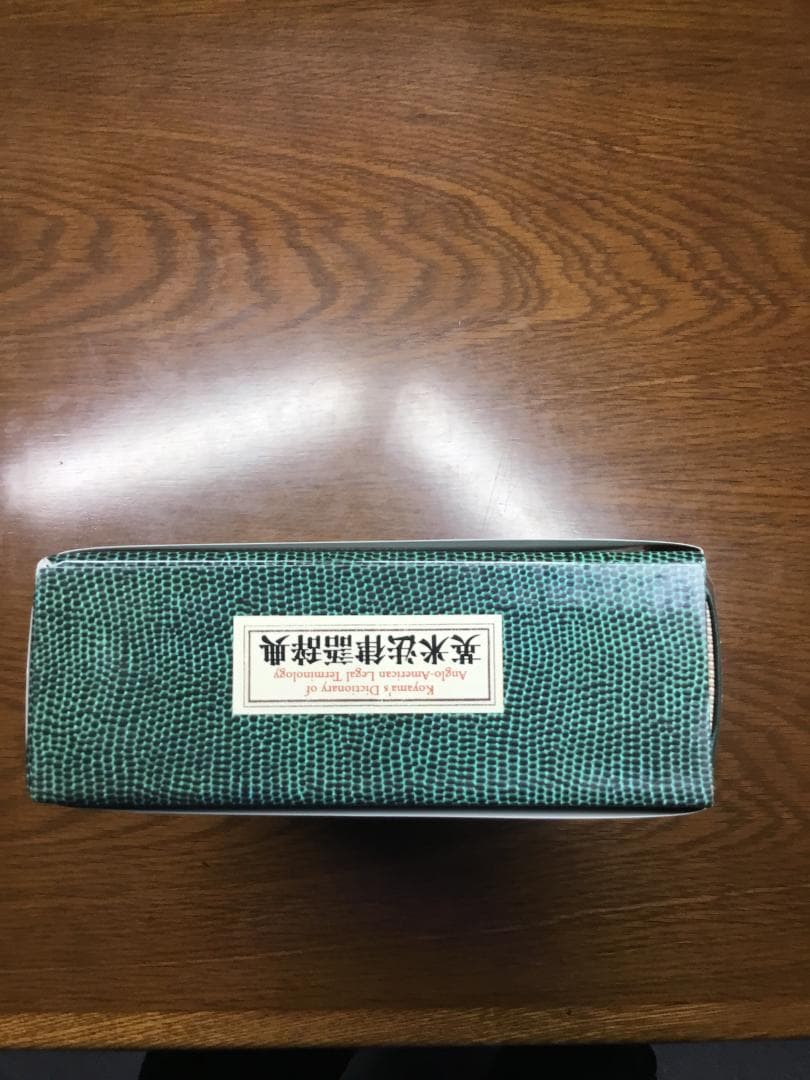 Koyama's Dictionary of
Anglo-American Legal Terminology
英米法律語辞典